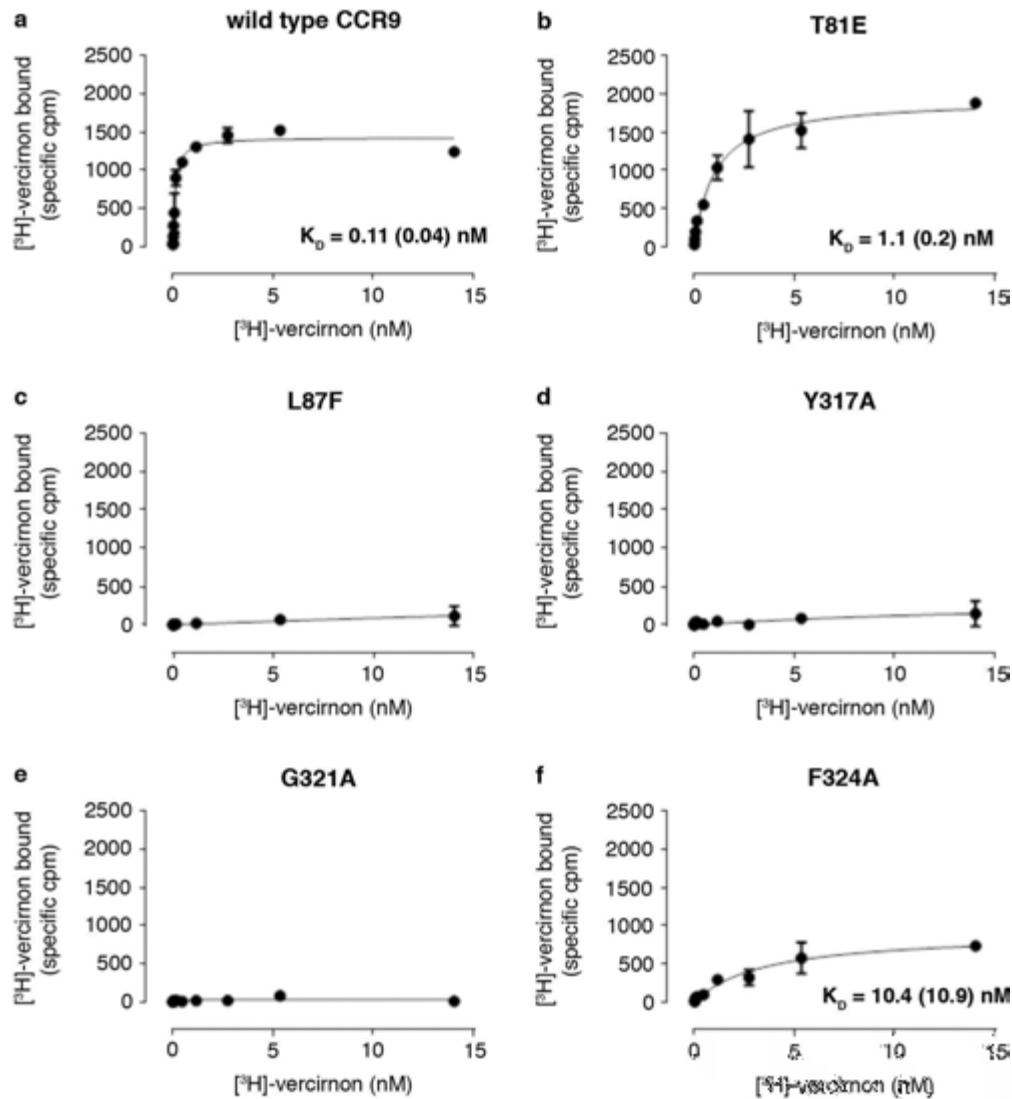 a wild type CCR9
[³H]-vercirnon bound
(specific cpm)
2500
2000
1500
1000
500
0
K_D = 0.11 (0.04) nM
0 5 10 15
[³H]-vercirnon (nM)
b T81E
[³H]-vercirnon bound
(specific cpm)
2500
2000
1500
1000
500
0
K_D = 1.1 (0.2) nM
0 5 10 15
[³H]-vercirnon (nM)
c L87F
[³H]-vercirnon bound
(specific cpm)
2500
2000
1500
1000
500
0
0 5 10 15
[³H]-vercirnon (nM)
d Y317A
[³H]-vercirnon bound
(specific cpm)
2500
2000
1500
1000
500
0
0 5 10 15
[³H]-vercirnon (nM)
e G321A
[³H]-vercirnon bound
(specific cpm)
2500
2000
1500
1000
500
0
0 5 10 15
[³H]-vercirnon (nM)
f F324A
[³H]-vercirnon bound
(specific cpm)
2500
2000
1500
1000
500
0
K_D = 10.4 (10.9) nM
0 5 10 15